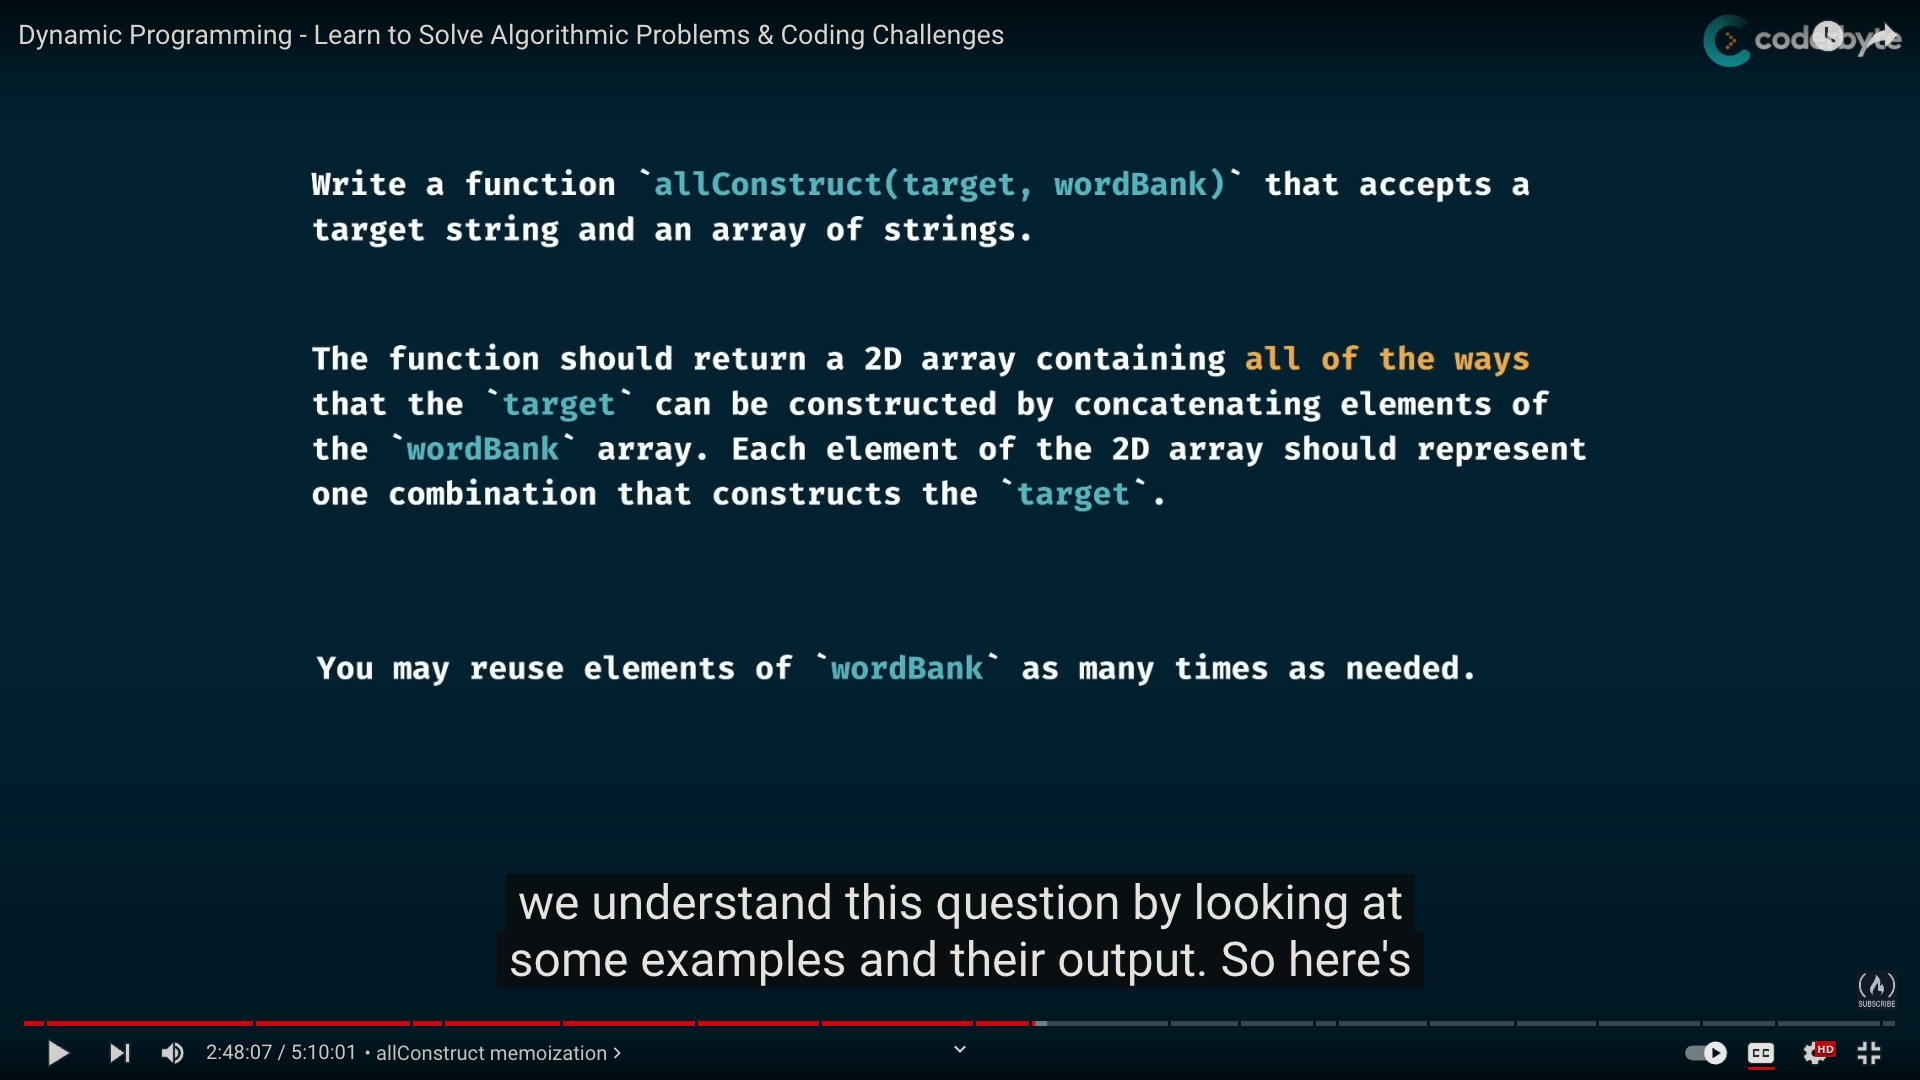 Dynamic Programming - Learn to Solve Algorithmic Problems & Coding Challenges
coderbyte
Write a function `allConstruct(target, wordBank)` that accepts a
target string and an array of strings.
The function should return a 2D array containing all of the ways
that the `target` can be constructed by concatenating elements of
the `wordBank` array. Each element of the 2D array should represent
one combination that constructs the `target`.
You may reuse elements of `wordBank` as many times as needed.
we understand this question by looking at
some examples and their output. So here's
SUBSCRIBE
2:48:07 / 5:10:01 • allConstruct memoization
CC
HD